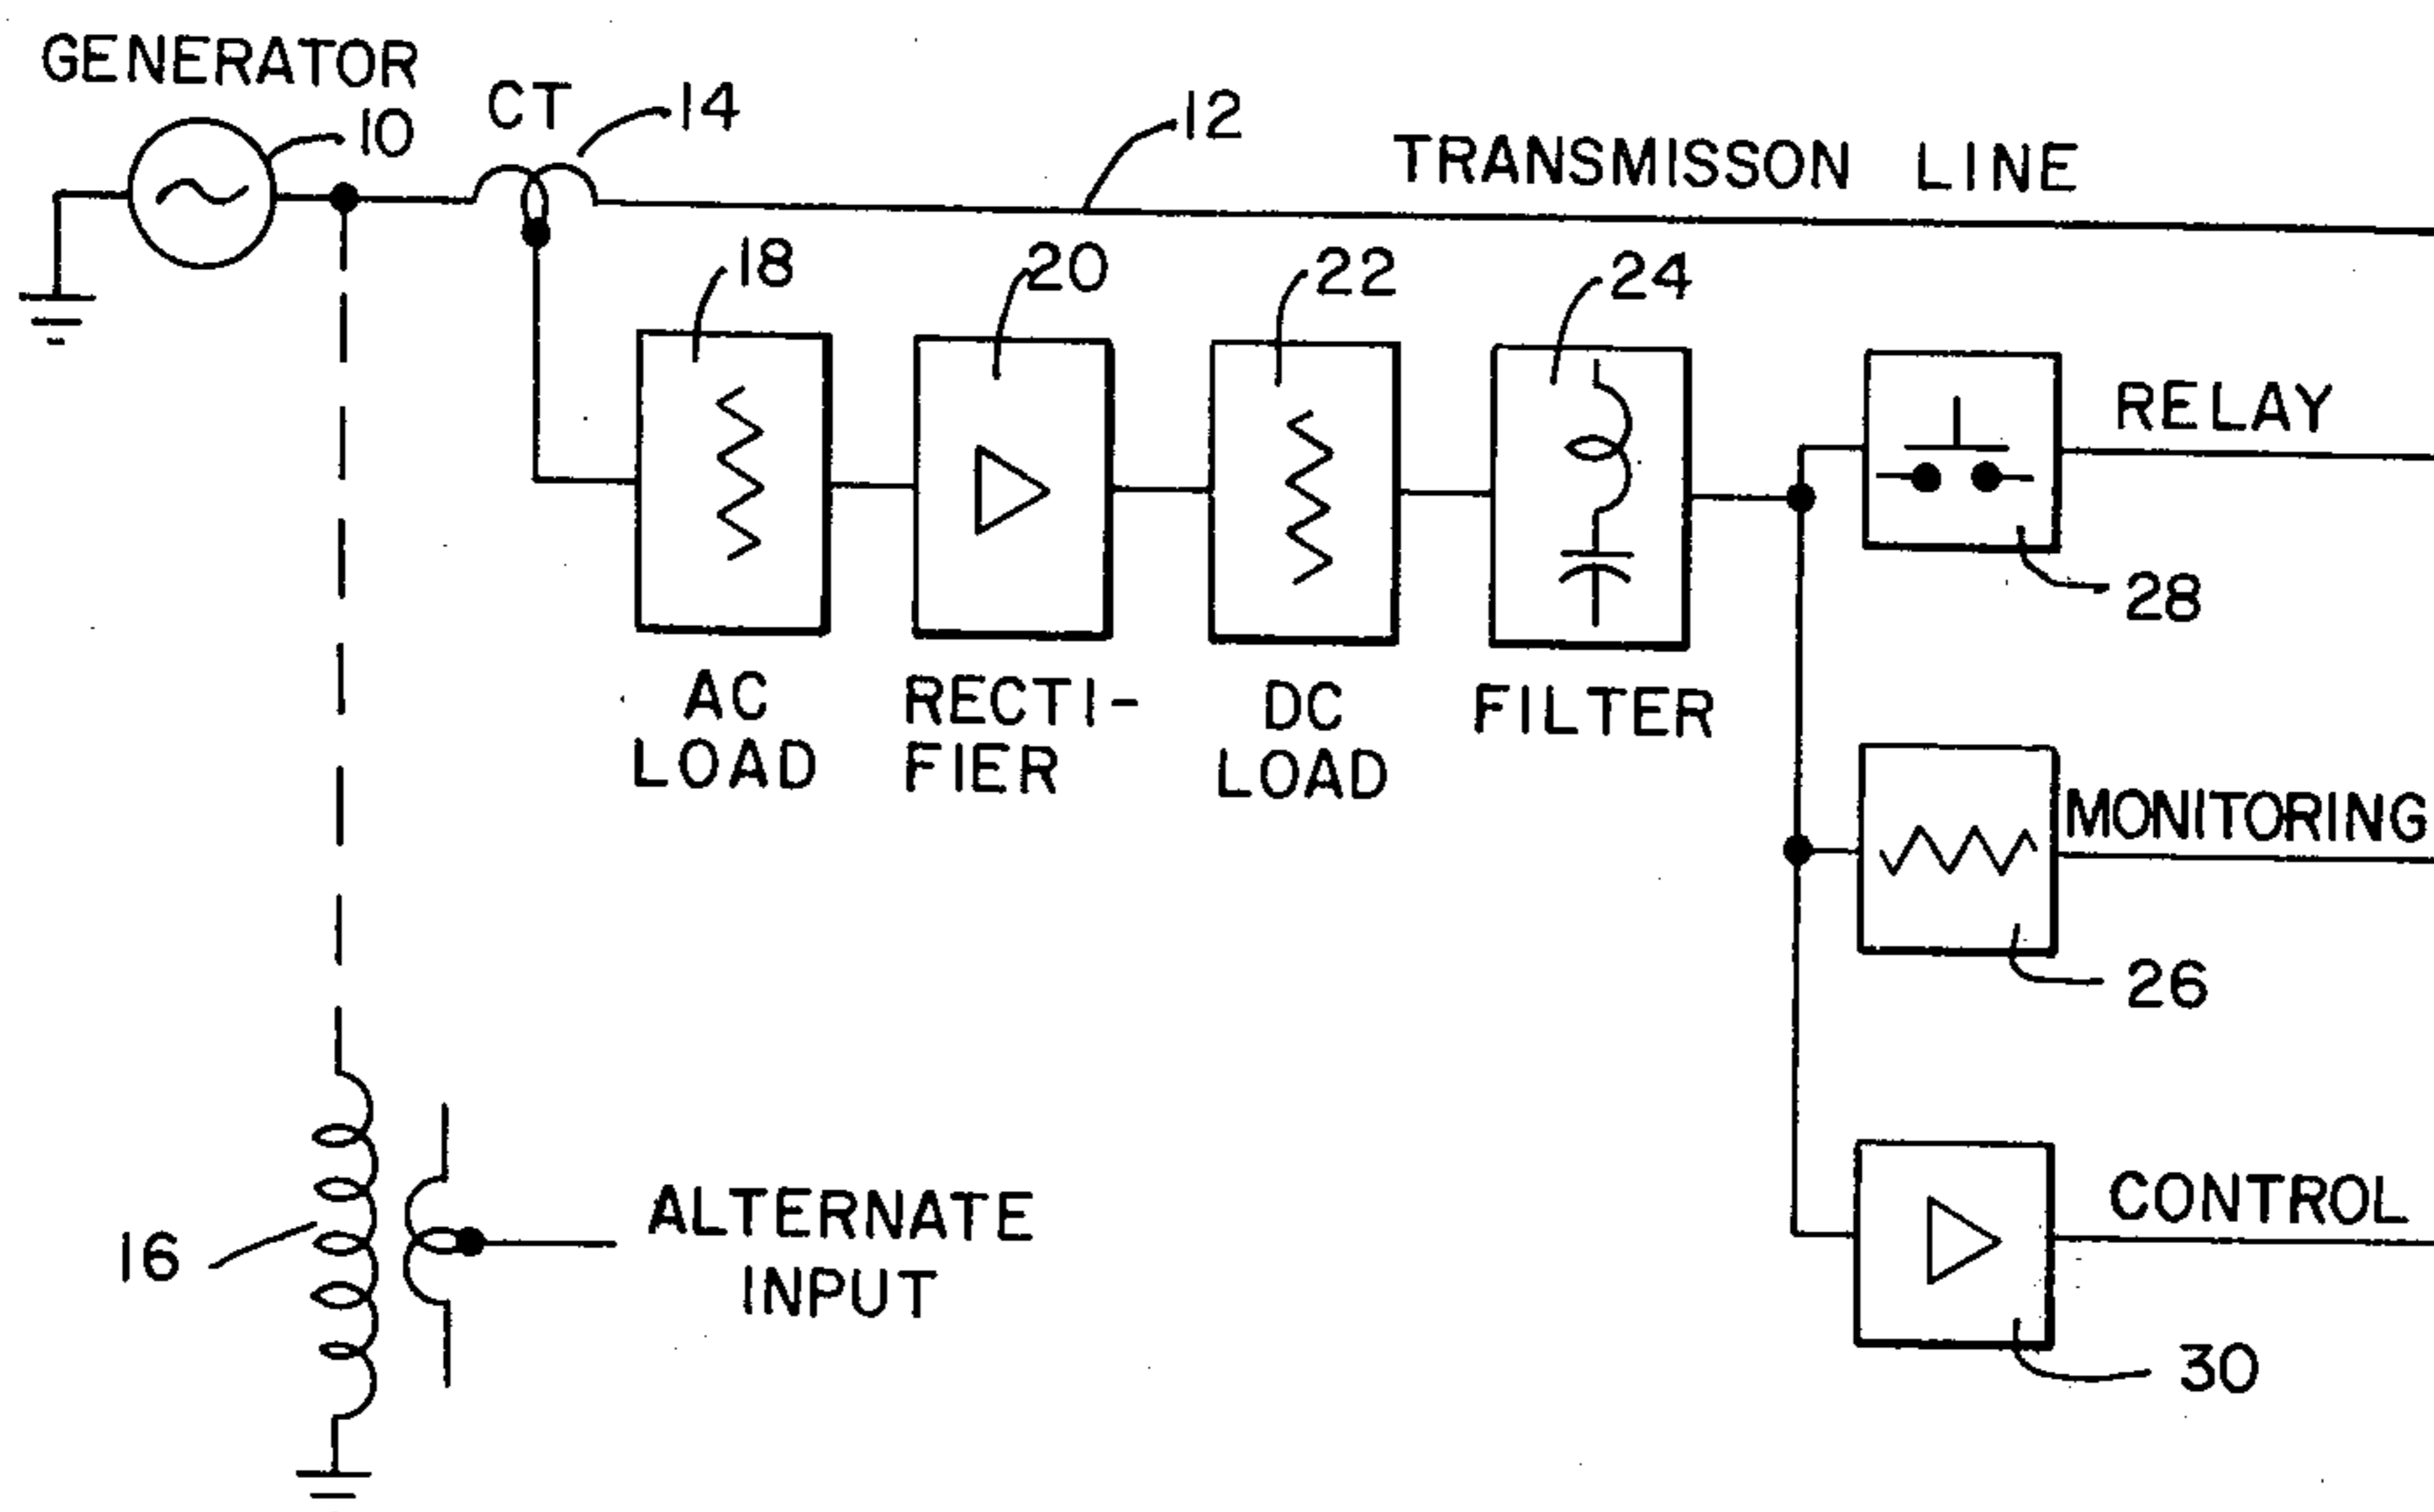 GENERATOR
10
CT
14
12
TRANSMISSON LINE
18
20
22
24
RELAY
28
AC
LOAD
RECTI-
FIER
DC
LOAD
FILTER
MONITORING
26
16
ALTERNATE
INPUT
CONTROL
30